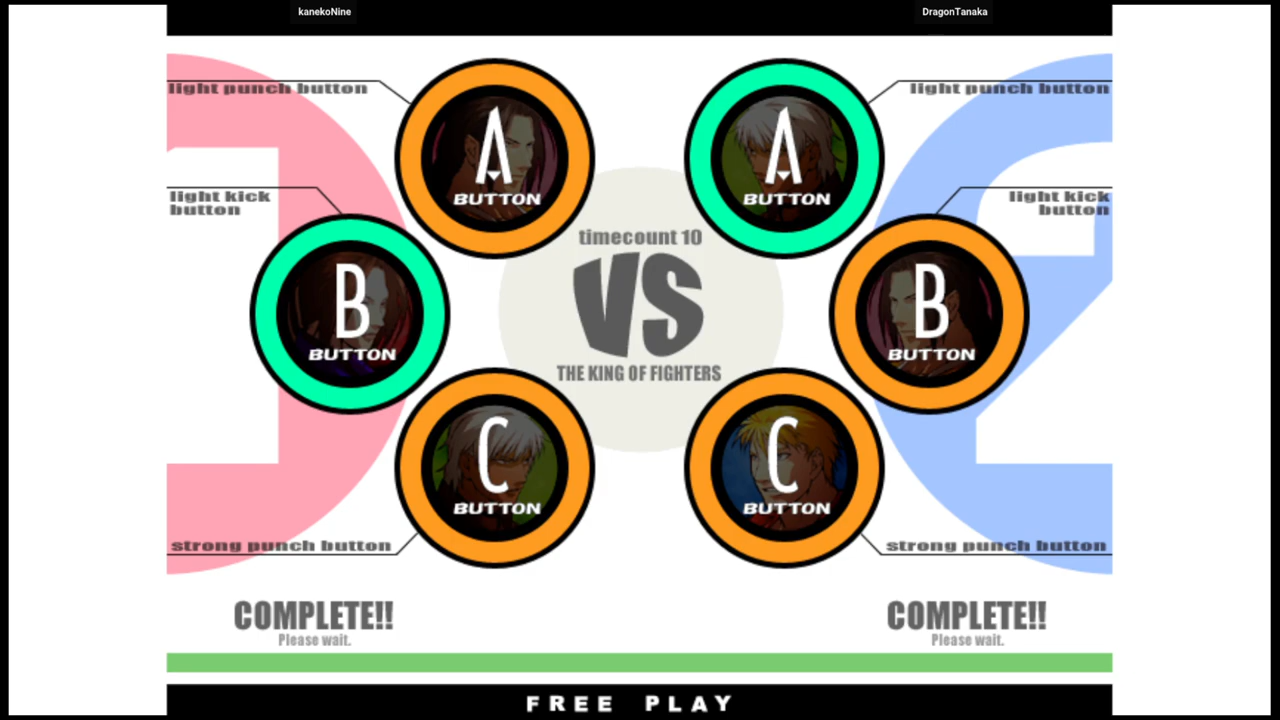 kanekoNine
DragonTanaka
light punch button
light punch button
A
BUTTON
A
BUTTON
light kick
button
light kick
button
timecount 10
VS
THE KING OF FIGHTERS
B
BUTTON
B
BUTTON
1
2
C
BUTTON
C
BUTTON
strong punch button
strong punch button
COMPLETE!!
Please wait.
COMPLETE!!
Please wait.
FREE PLAY